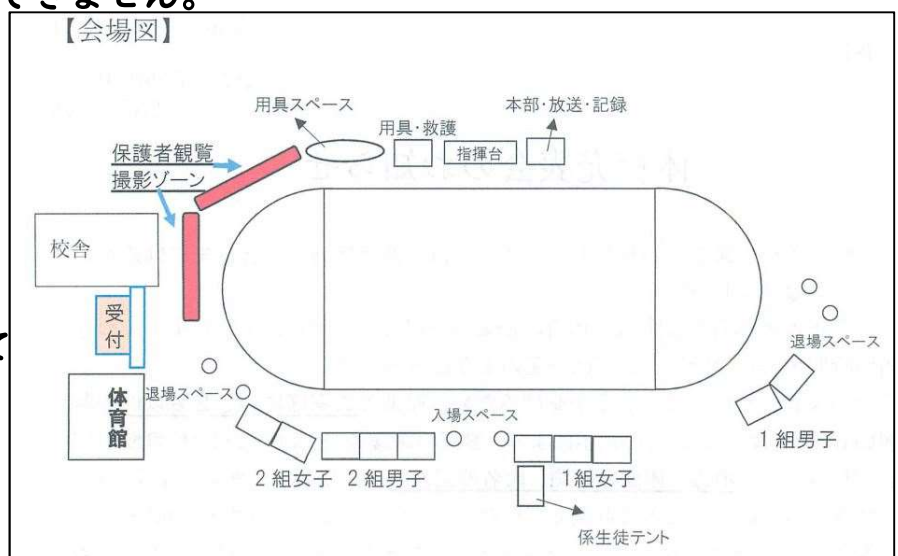 できません。
【会場図】
用具スペース
本部・放送・記録
用具・救護
指揮台
保護者観覧
撮影ゾーン
校舎
受付
体育館
退場スペース
退場スペース
入場スペース
2組女子
2組男子
1組女子
1組男子
係生徒テント